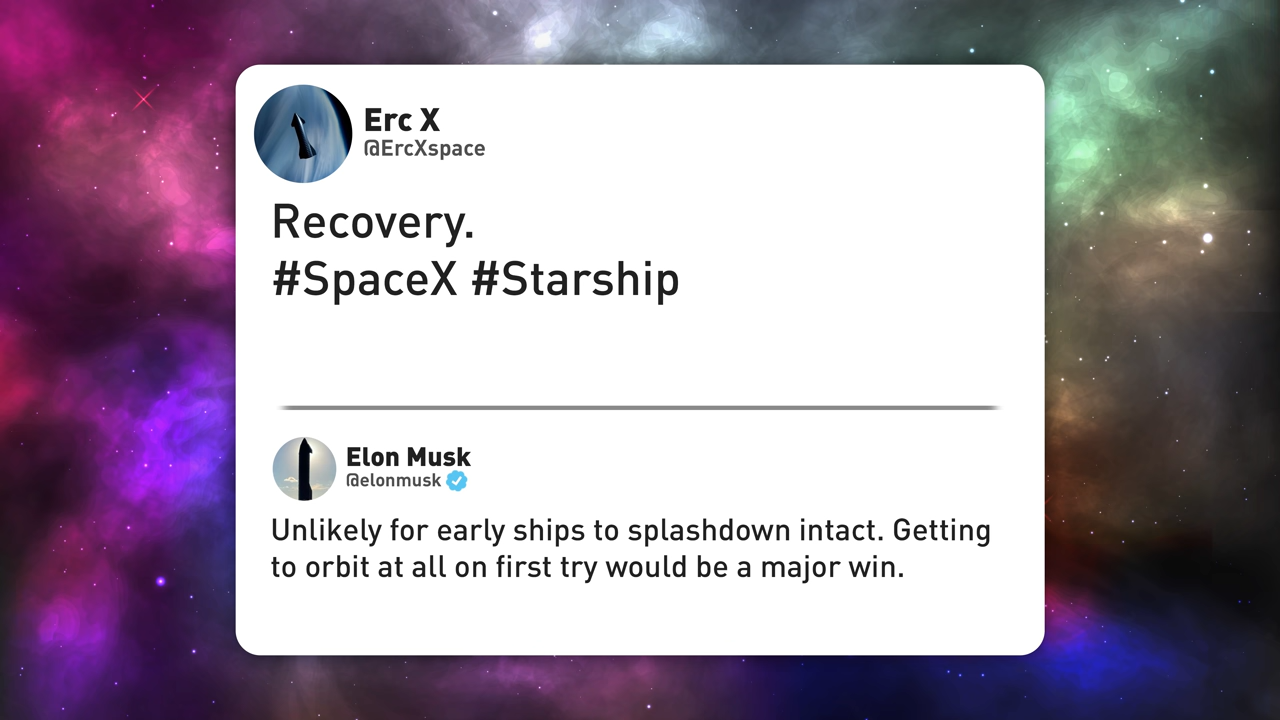 Erc X
@ErcXspace
Recovery.
#SpaceX #Starship
Elon Musk
@elonmusk
Unlikely for early ships to splashdown intact. Getting
to orbit at all on first try would be a major win.